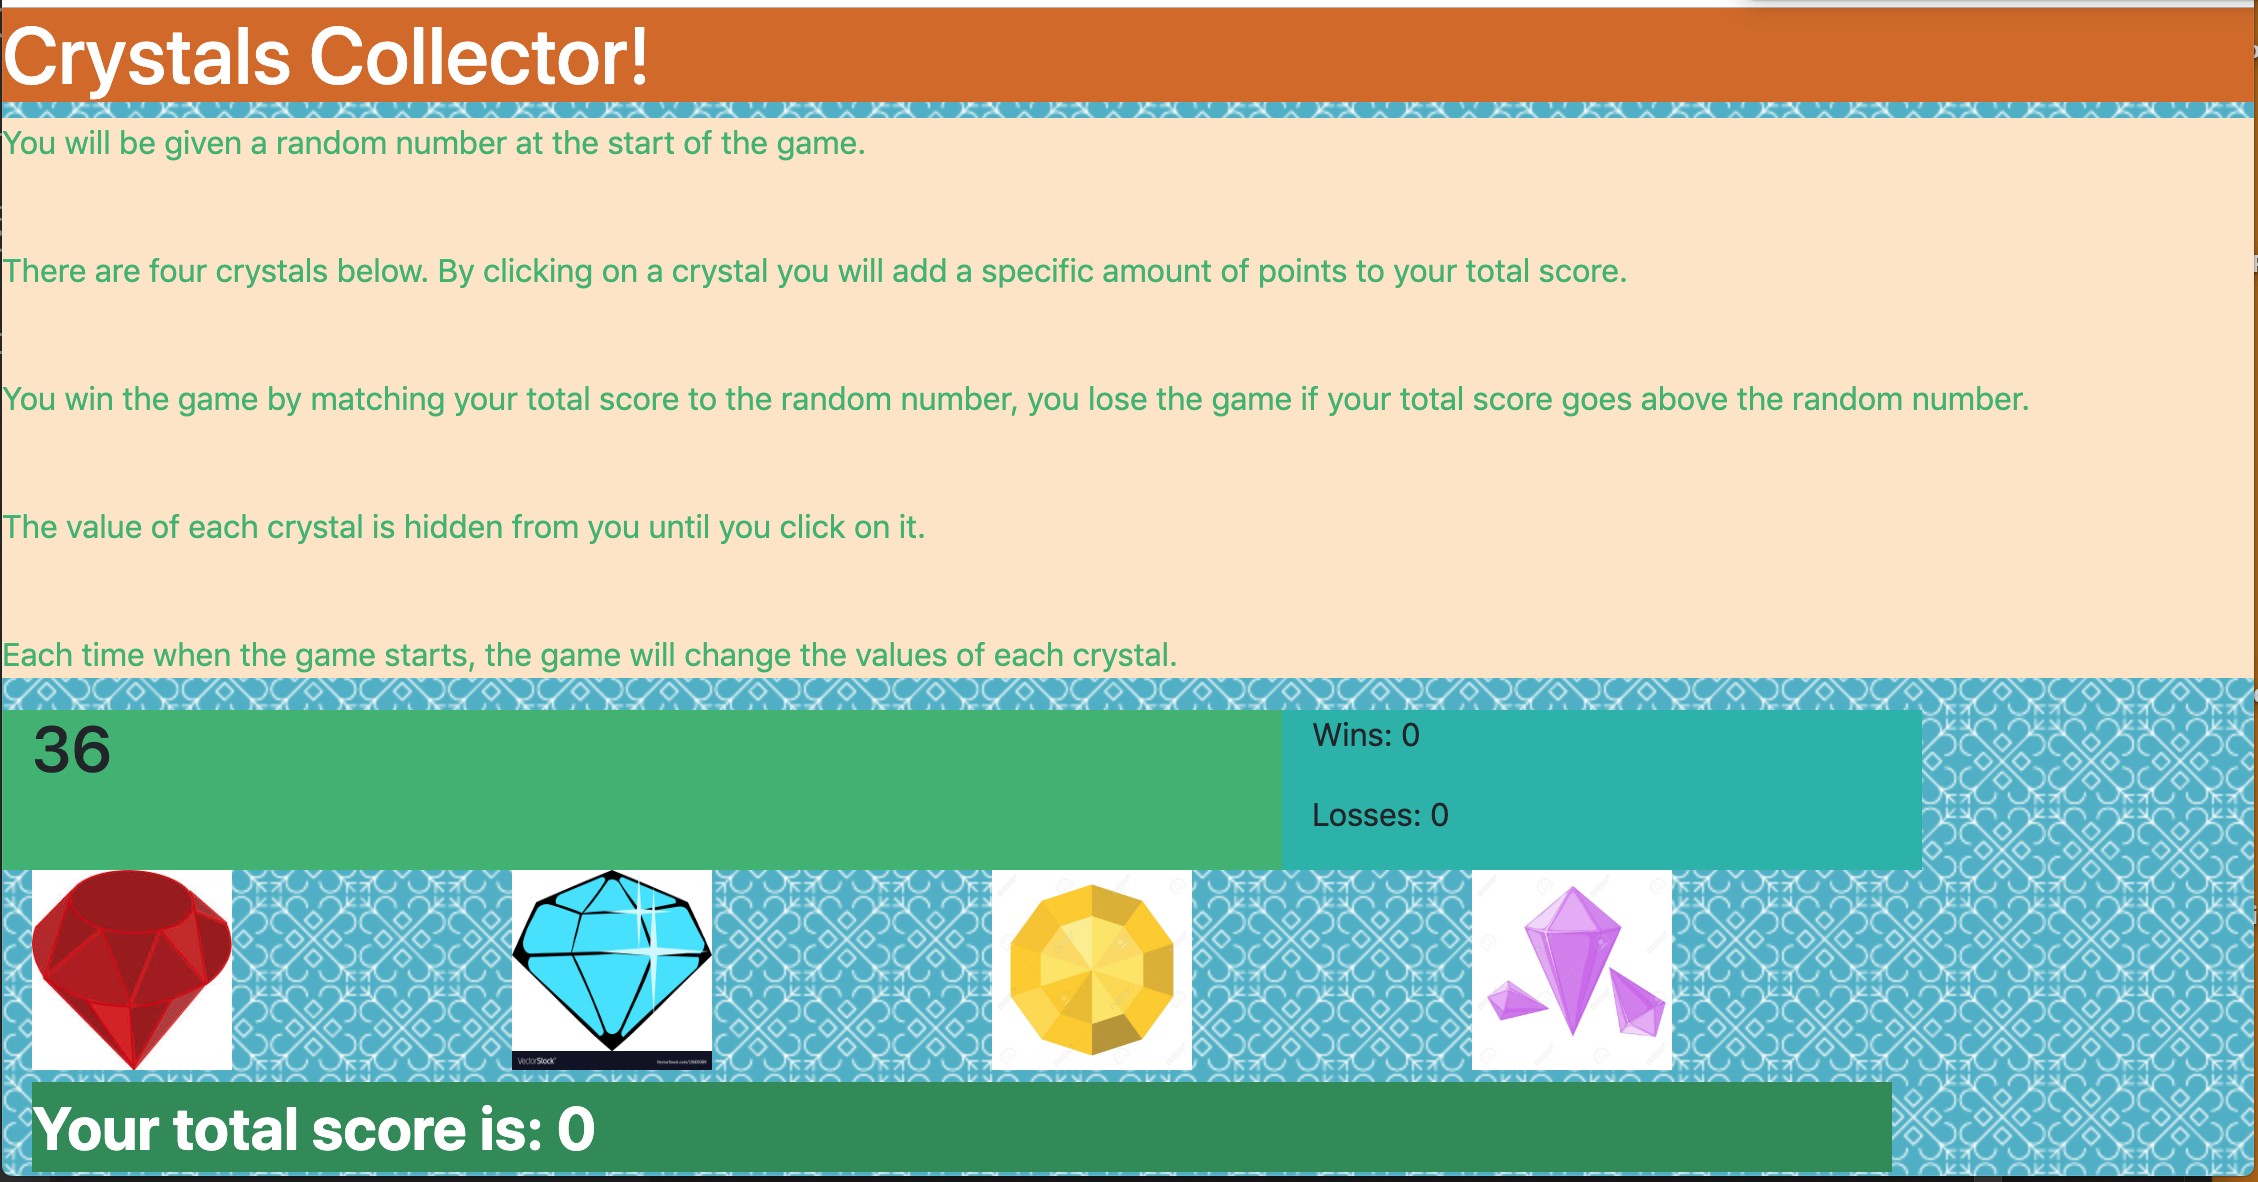 Crystals Collector!
You will be given a random number at the start of the game.
There are four crystals below. By clicking on a crystal you will add a specific amount of points to your total score.
You win the game by matching your total score to the random number, you lose the game if your total score goes above the random number.
The value of each crystal is hidden from you until you click on it.
Each time when the game starts, the game will change the values of each crystal.
36
Wins: 0
Losses: 0
VectorStock
Your total score is: 0